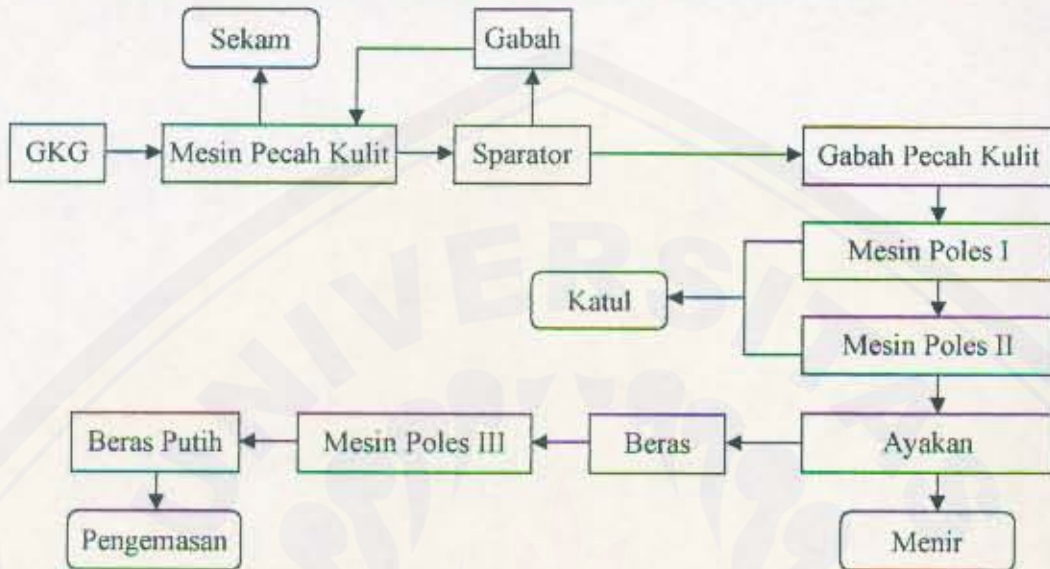 Sekam
Gabah
GKG
Mesin Pecah Kulit
Sparator
Gabah Pecah Kulit
Mesin Poles I
Katul
Mesin Poles II
Beras Putih
Mesin Poles III
Beras
Ayakan
Pengemasan
Menir
UNIVERSITA